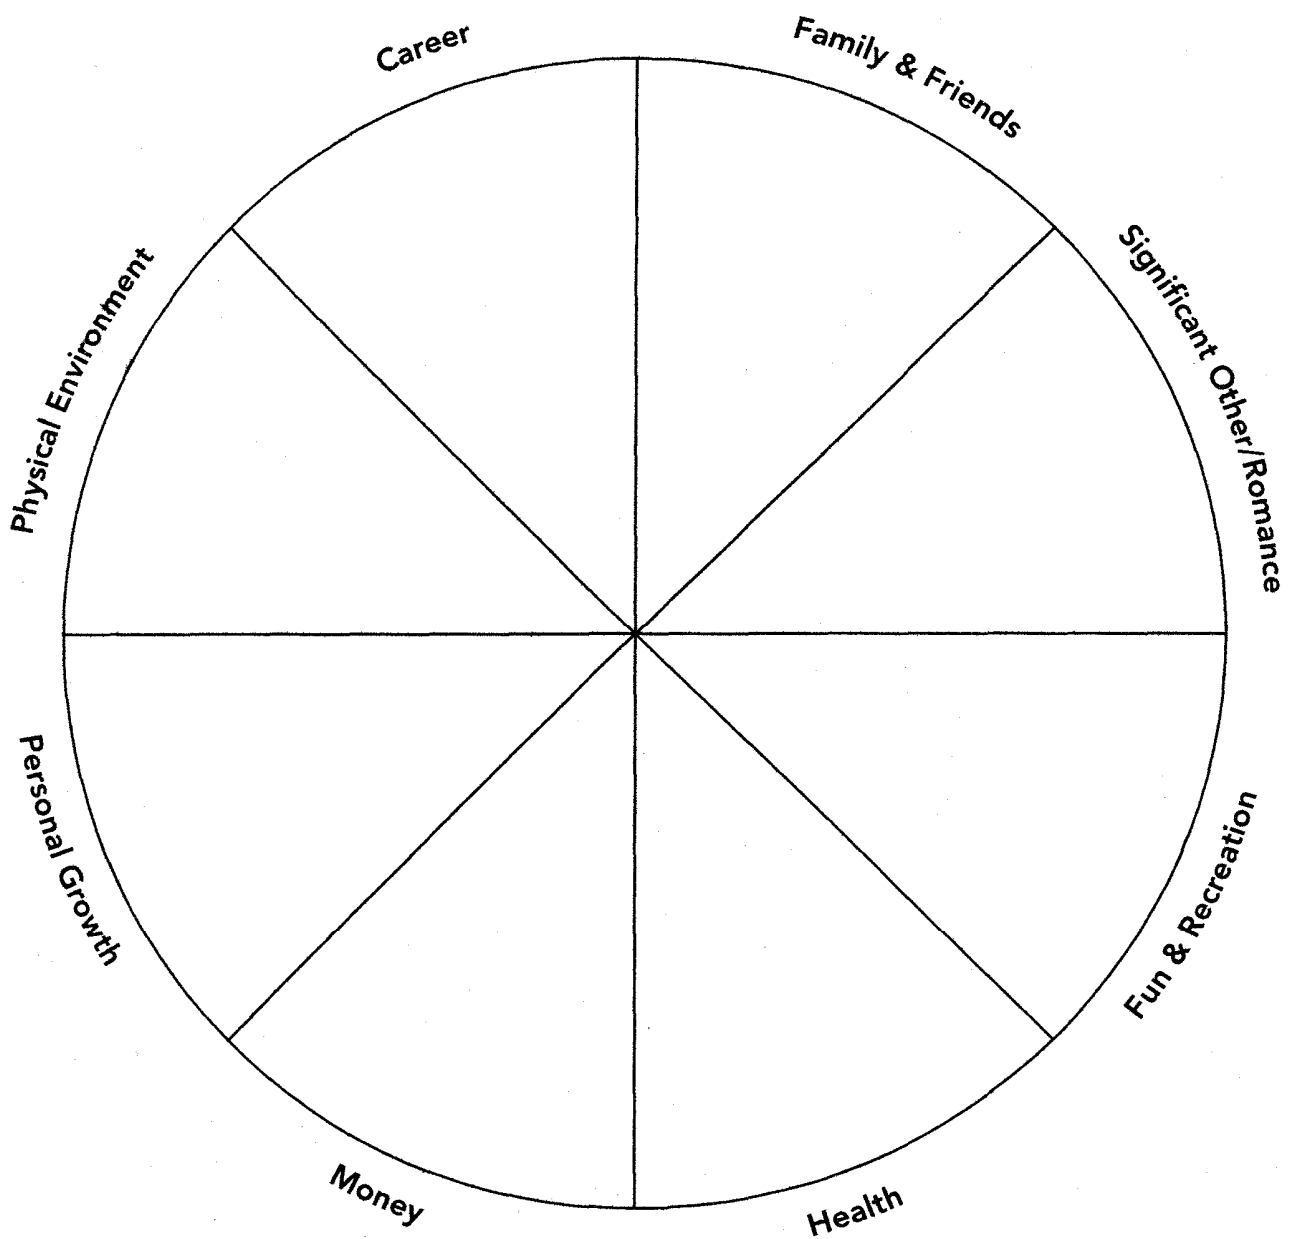 Career
Family & Friends
Significant Other/Romance
Fun & Recreation
Health
Money
Personal Growth
Physical Environment